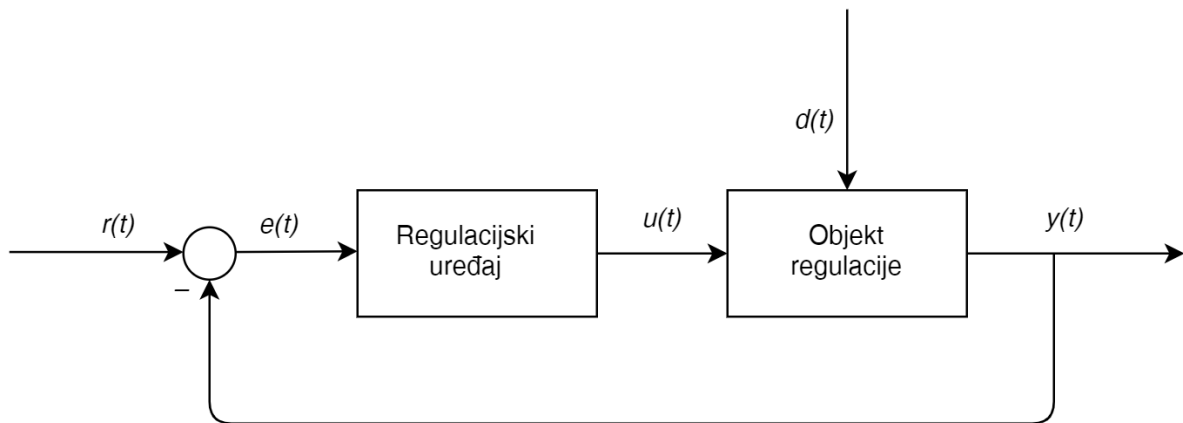 d(t)
r(t)
e(t)
Regulacijski
uređaj
u(t)
Objekt
regulacije
y(t)
–